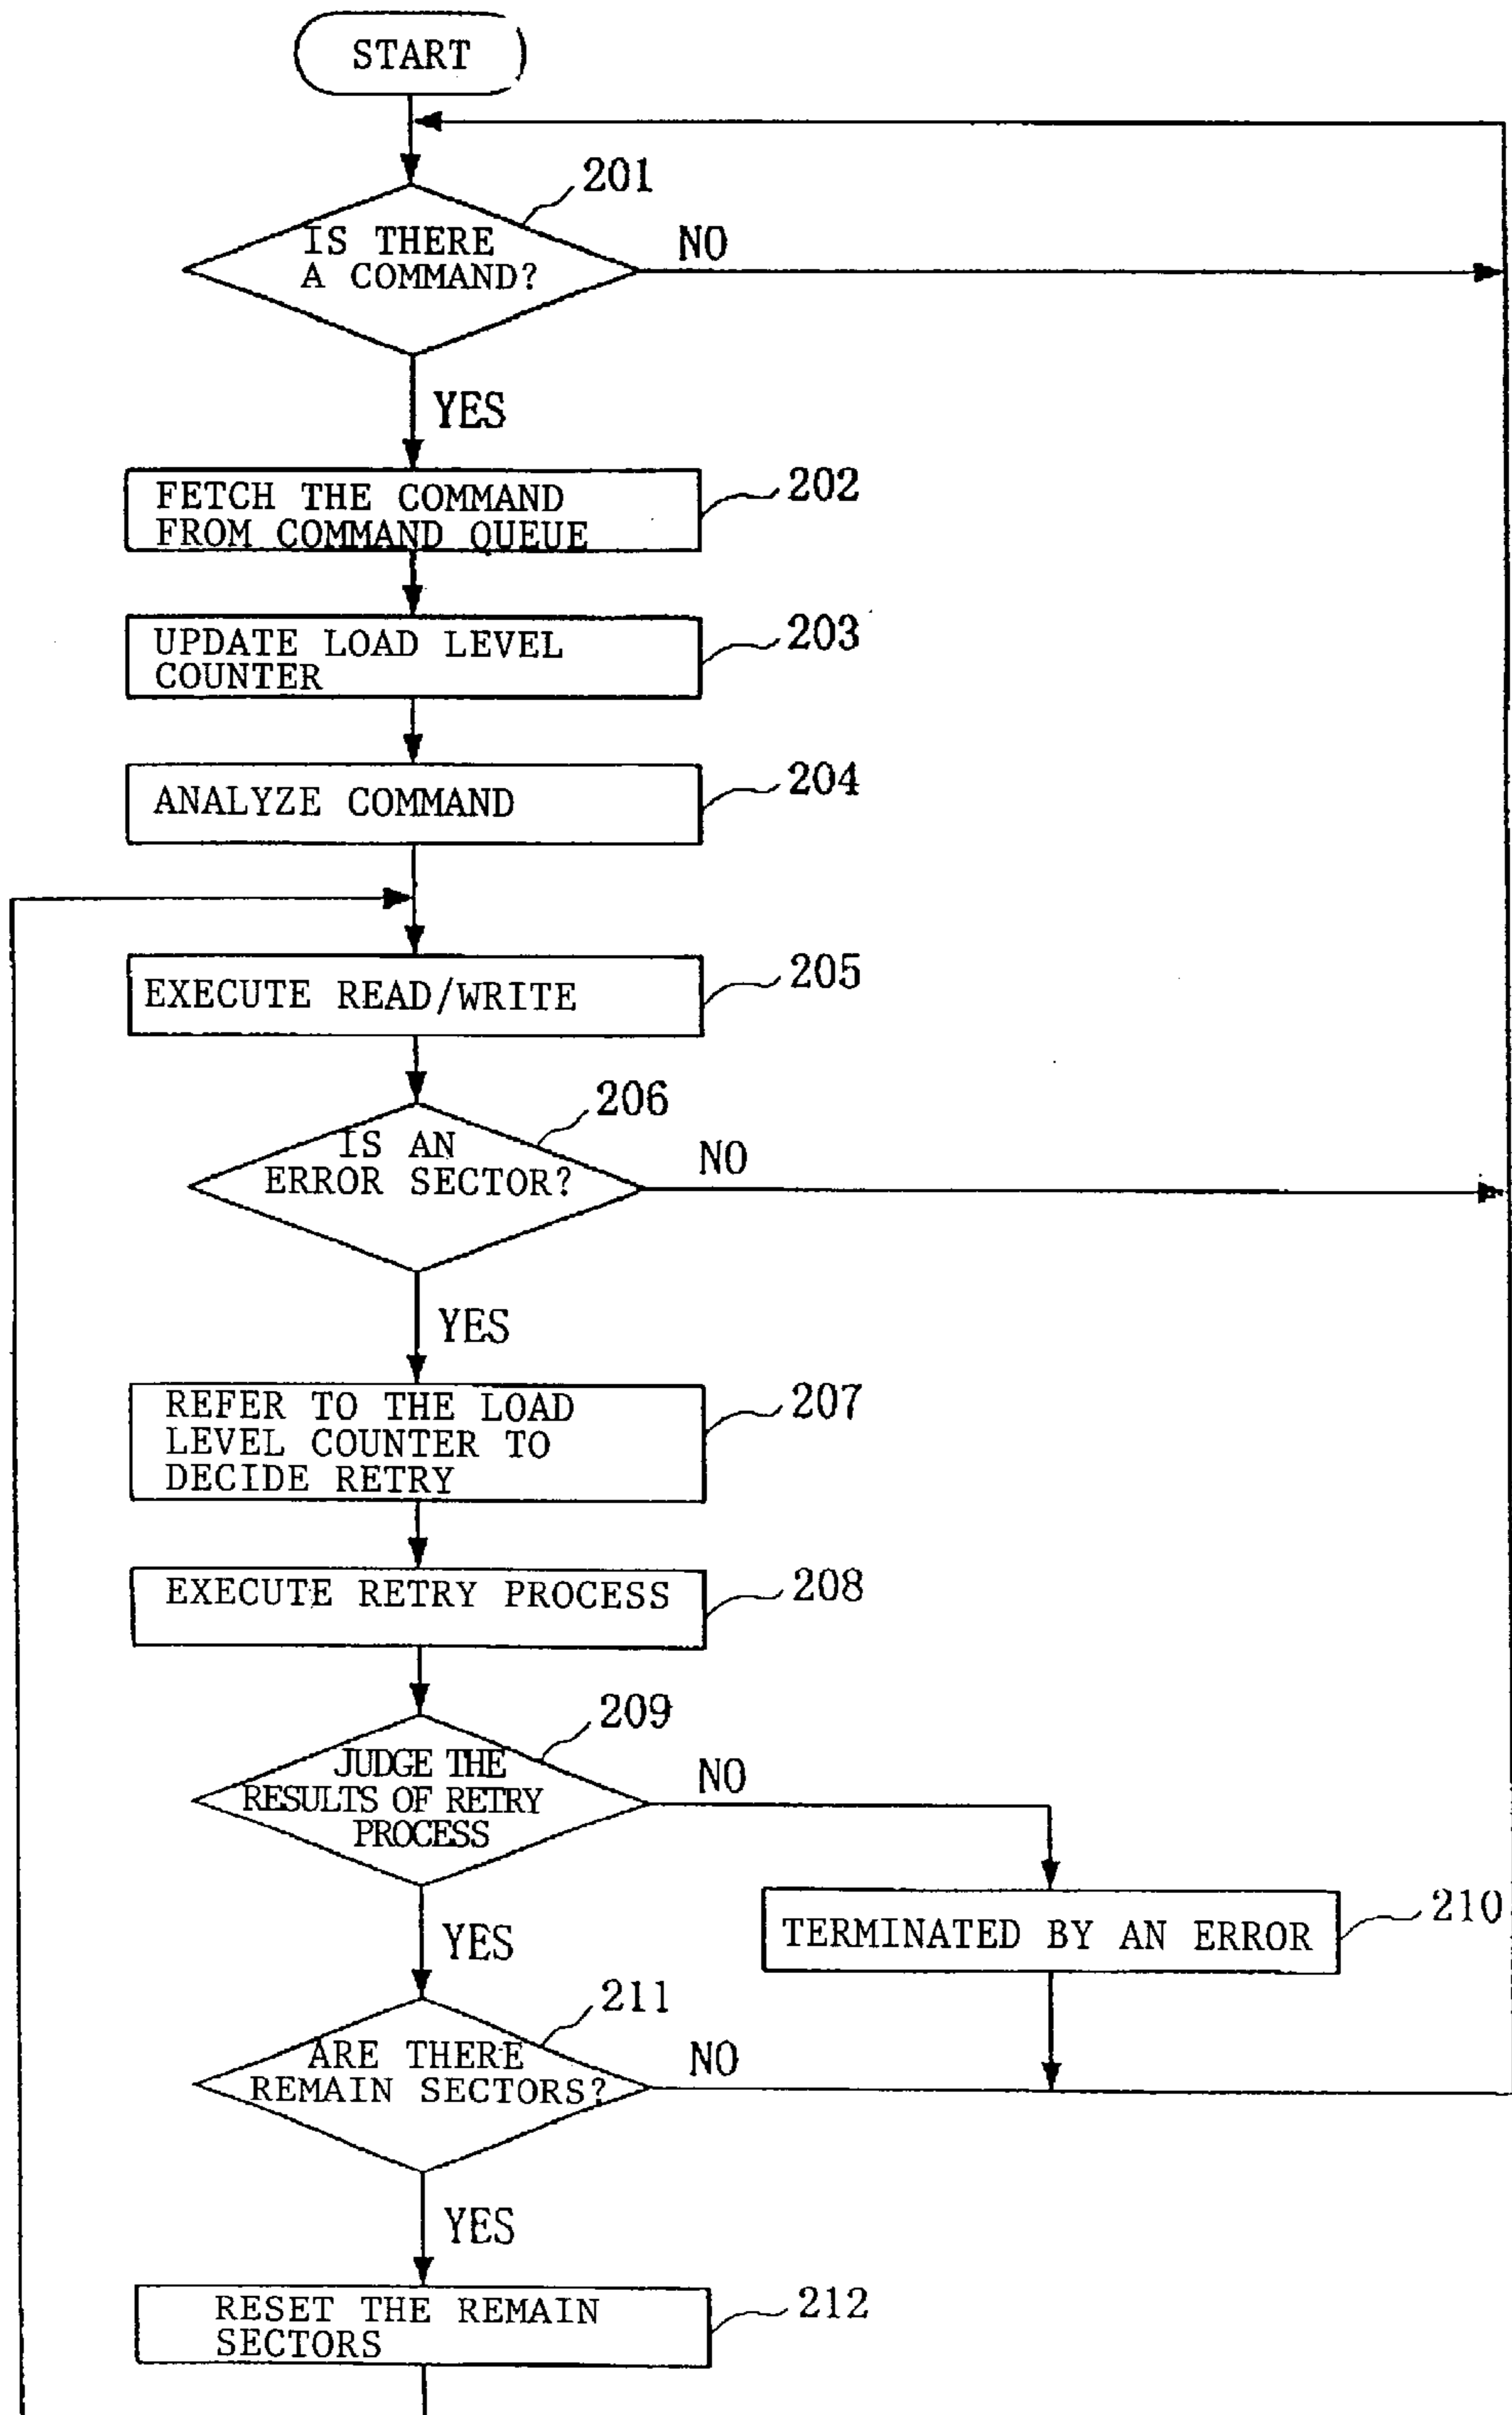 START
201
IS THERE
A COMMAND?
NO
YES
FETCH THE COMMAND
FROM COMMAND QUEUE
202
UPDATE LOAD LEVEL
COUNTER
203
ANALYZE COMMAND
204
EXECUTE READ/WRITE
205
206
IS AN
ERROR SECTOR?
NO
YES
REFER TO THE LOAD
LEVEL COUNTER TO
DECIDE RETRY
207
EXECUTE RETRY PROCESS
208
209
JUDGE THE
RESULTS OF RETRY
PROCESS
NO
YES
TERMINATED BY AN ERROR
210
211
ARE THERE
REMAIN SECTORS?
NO
YES
RESET THE REMAIN
SECTORS
212